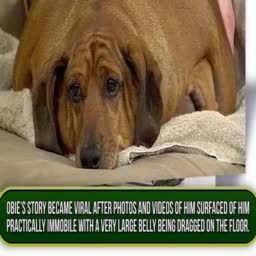 OBIE'S STORY BECAME VIRAL AFTER PHOTOS AND VIDEOS OF HIM SURFACED OF HIM
PRACTICALLY IMMOBILE WITH A VERY LARGE BELLY BEING DRAGGED ON THE FLOOR.